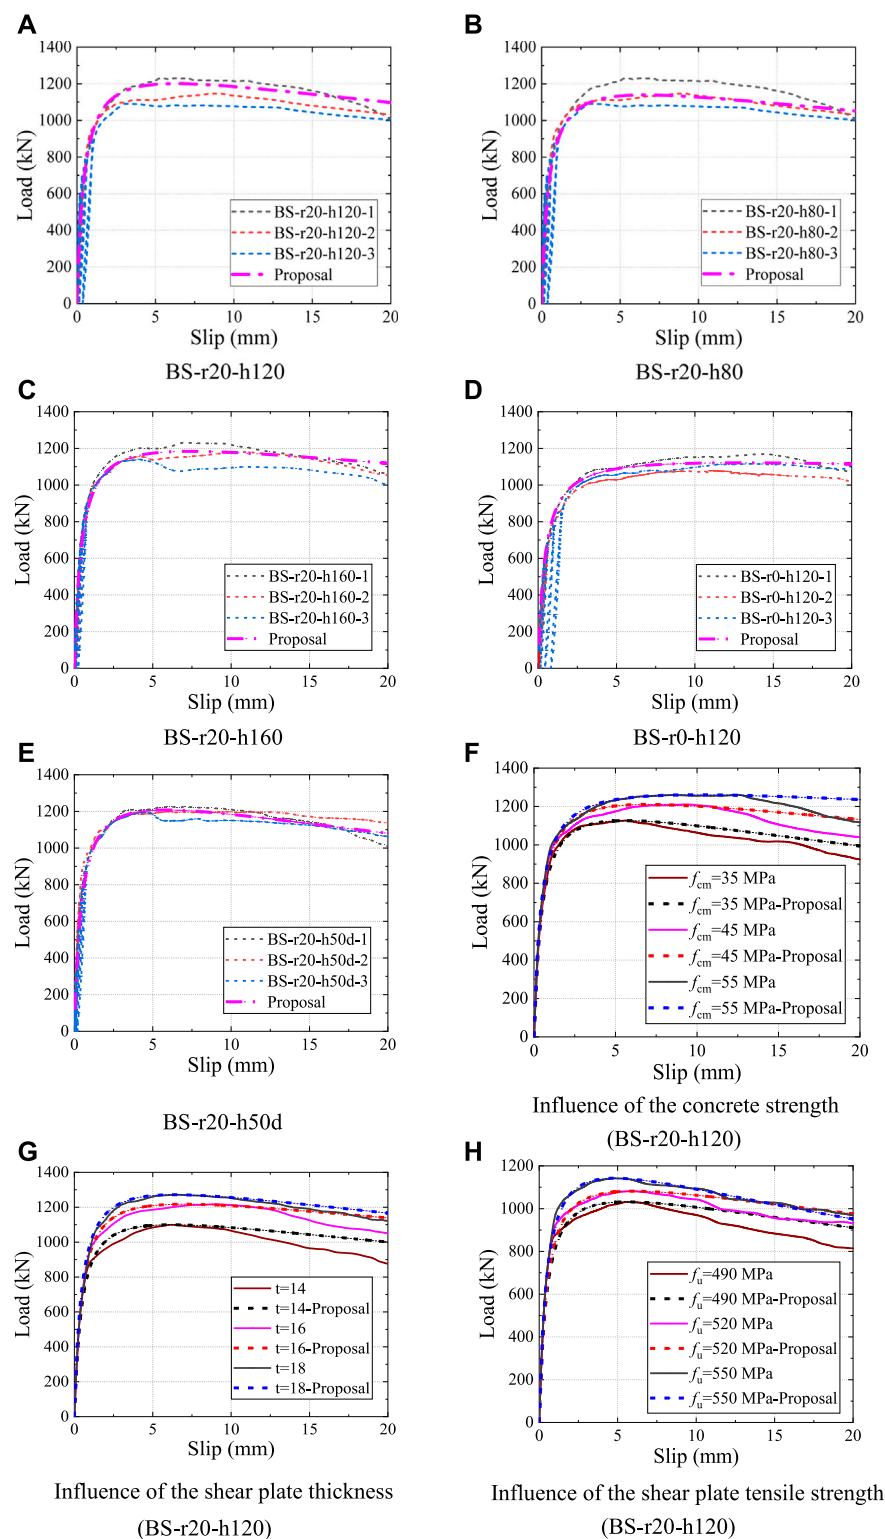 A
1400
1200
1000
800
600
400
200
0
Load (kN)
BS-r20-h120-1
BS-r20-h120-2
BS-r20-h120-3
Proposal
0 5 10 15 20
Slip (mm)
BS-r20-h120
B
1400
1200
1000
800
600
400
200
0
Load (kN)
BS-r20-h80-1
BS-r20-h80-2
BS-r20-h80-3
Proposal
0 5 10 15 20
Slip (mm)
BS-r20-h80
C
1400
1200
1000
800
600
400
200
0
Load (kN)
BS-r20-h160-1
BS-r20-h160-2
BS-r20-h160-3
Proposal
0 5 10 15 20
Slip (mm)
BS-r20-h160
D
1400
1200
1000
800
600
400
200
0
Load (kN)
BS-r0-h120-1
BS-r0-h120-2
BS-r0-h120-3
Proposal
0 5 10 15 20
Slip (mm)
BS-r0-h120
E
1400
1200
1000
800
600
400
200
0
Load (kN)
BS-r20-h50d-1
BS-r20-h50d-2
BS-r20-h50d-3
Proposal
0 5 10 15 20
Slip (mm)
BS-r20-h50d
F
1400
1200
1000
800
600
400
200
0
Load (kN)
fcm=35 MPa
fcm=35 MPa-Proposal
fcm=45 MPa
fcm=45 MPa-Proposal
fcm=55 MPa
fcm=55 MPa-Proposal
0 5 10 15 20
Slip (mm)
Influence of the concrete strength
(BS-r20-h120)
G
1400
1200
1000
800
600
400
200
0
Load (kN)
t=14
t=14-Proposal
t=16
t=16-Proposal
t=18
t=18-Proposal
0 5 10 15 20
Slip (mm)
Influence of the shear plate thickness
(BS-r20-h120)
H
1200
1000
800
600
400
200
0
Load (kN)
fu=490 MPa
fu=490 MPa-Proposal
fu=520 MPa
fu=520 MPa-Proposal
fu=550 MPa
fu=550 MPa-Proposal
0 5 10 15 20
Slip (mm)
Influence of the shear plate tensile strength
(BS-r20-h120)